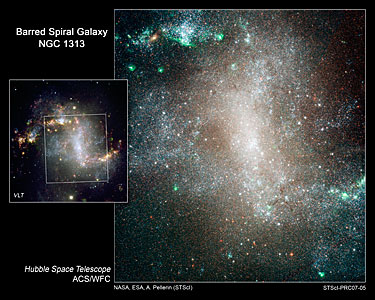 Barred Spiral Galaxy
NGC 1313
VLT
Hubble Space Telescope
ACS/WFC
NASA, ESA, A. Pellerin (STScI)
STScI-PRC07-05